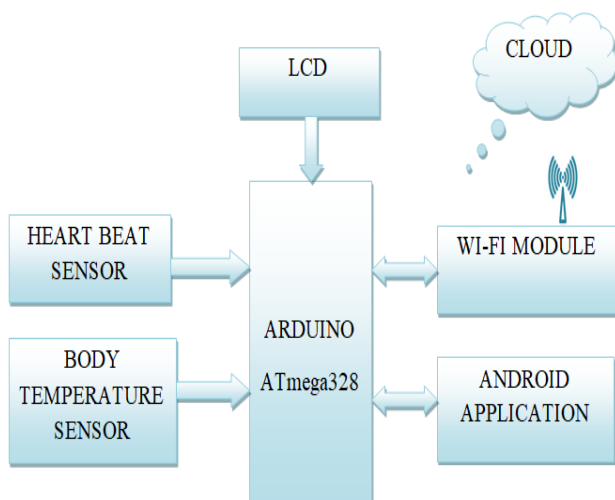 LCD
CLOUD
HEART BEAT
SENSOR
WI-FI MODULE
ARDUINO
ATmega328
BODY
TEMPERATURE
SENSOR
ANDROID
APPLICATION